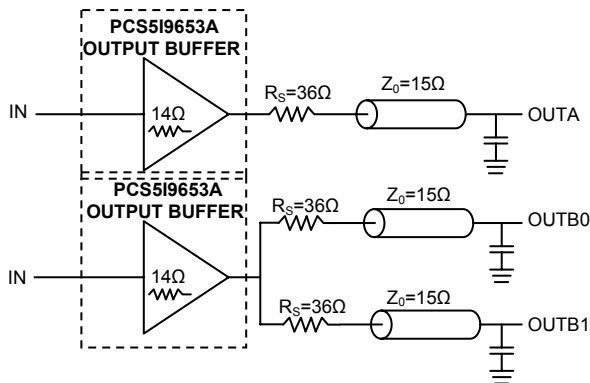 PCS5I9653A
OUTPUT BUFFER
IN
14Ω
R_S=36Ω
Z_0=15Ω
OUTA
PCS5I9653A
OUTPUT BUFFER
IN
14Ω
R_S=36Ω
Z_0=15Ω
OUTB0
R_S=36Ω
Z_0=15Ω
OUTB1